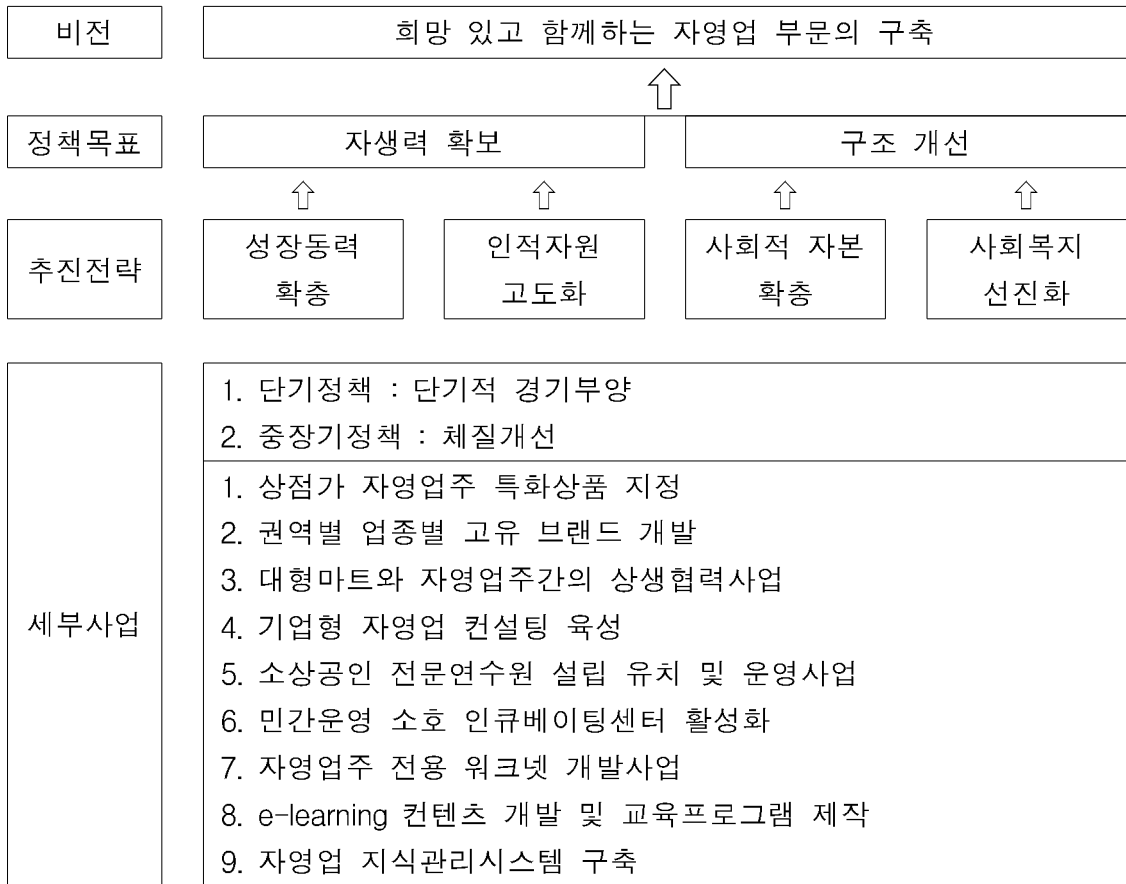 비전
희망 있고 함께하는 자영업 부문의 구축
정책목표
자생력 확보
구조 개선
추진전략
성장동력
확충
인적자원
고도화
사회적 자본
확충
사회복지
선진화
세부사업
1. 단기정책 : 단기적 경기부양
2. 중장기정책 : 체질개선
1. 상점가 자영업주 특화상품 지정
2. 권역별 업종별 고유 브랜드 개발
3. 대형마트와 자영업주간의 상생협력사업
4. 기업형 자영업 컨설팅 육성
5. 소상공인 전문연수원 설립 유치 및 운영사업
6. 민간운영 소호 인큐베이팅센터 활성화
7. 자영업주 전용 워크넷 개발사업
8. e-learning 컨텐츠 개발 및 교육프로그램 제작
9. 자영업 지식관리시스템 구축